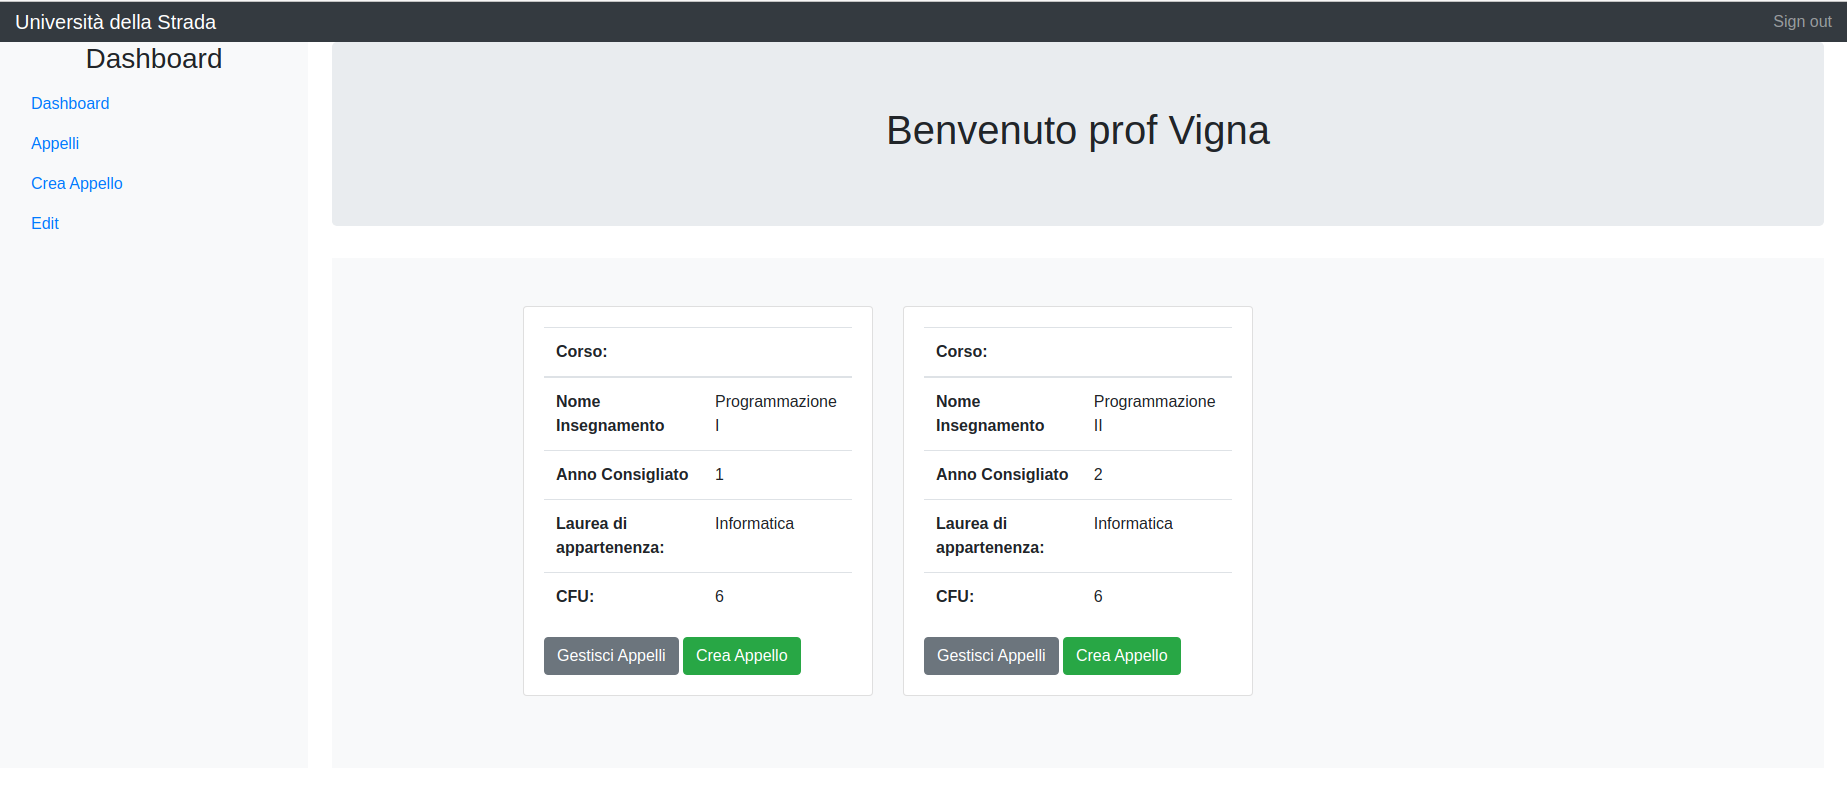 Università della Strada
Sign out
Dashboard
Dashboard
Appelli
Crea Appello
Edit
Benvenuto prof Vigna
Corso:
Nome Insegnamento
Programmazione I
Anno Consigliato 1
Laurea di appartenenza:
Informatica
CFU: 6
Gestisci Appelli Crea Appello
Corso:
Nome Insegnamento
Programmazione II
Anno Consigliato 2
Laurea di appartenenza:
Informatica
CFU: 6
Gestisci Appelli Crea Appello